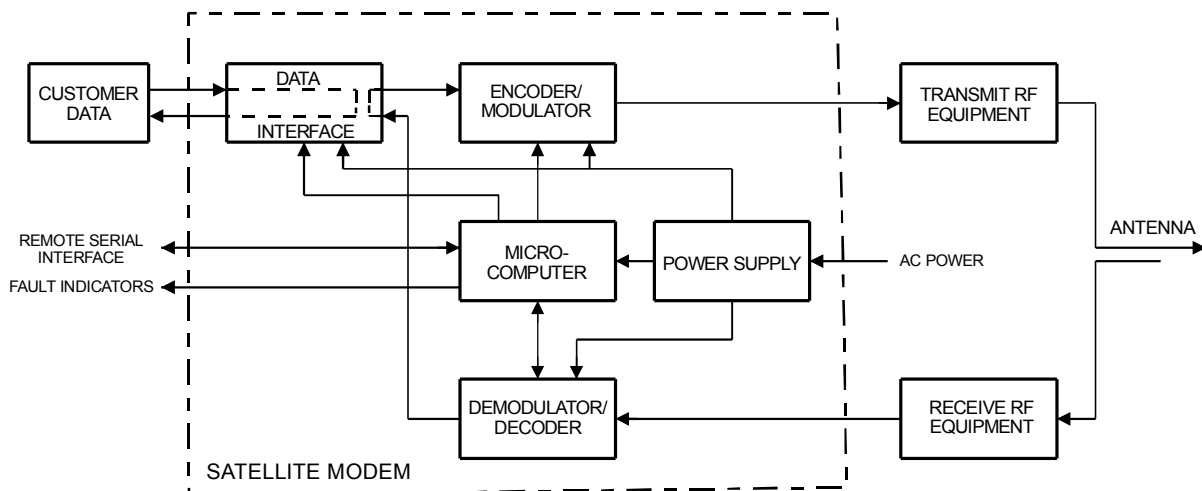 CUSTOMER
DATA
DATA
INTERFACE
ENCODER/
MODULATOR
TRANSMIT RF
EQUIPMENT
REMOTE SERIAL
INTERFACE
FAULT INDICATORS
MICRO-
COMPUTER
POWER SUPPLY
AC POWER
ANTENNA
DEMODULATOR/
DECODER
RECEIVE RF
EQUIPMENT
SATELLITE MODEM